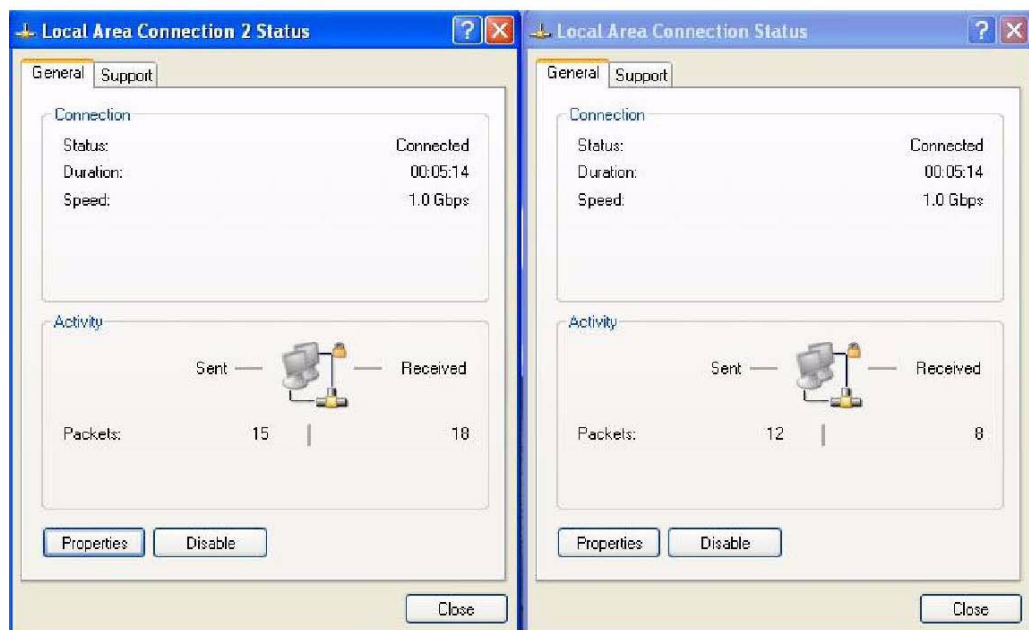 Local Area Connection 2 Status
General
Support
Connection
Status: Connected
Duration: 00:05:14
Speed: 1.0 Gbps
Activity
Sent
Received
Packets: 15 18
Properties
Disable
Close
Local Area Connection Status
General
Support
Connection
Status: Connected
Duration: 00:05:14
Speed: 1.0 Gbps
Activity
Sent
Received
Packets: 12 8
Properties
Disable
Close